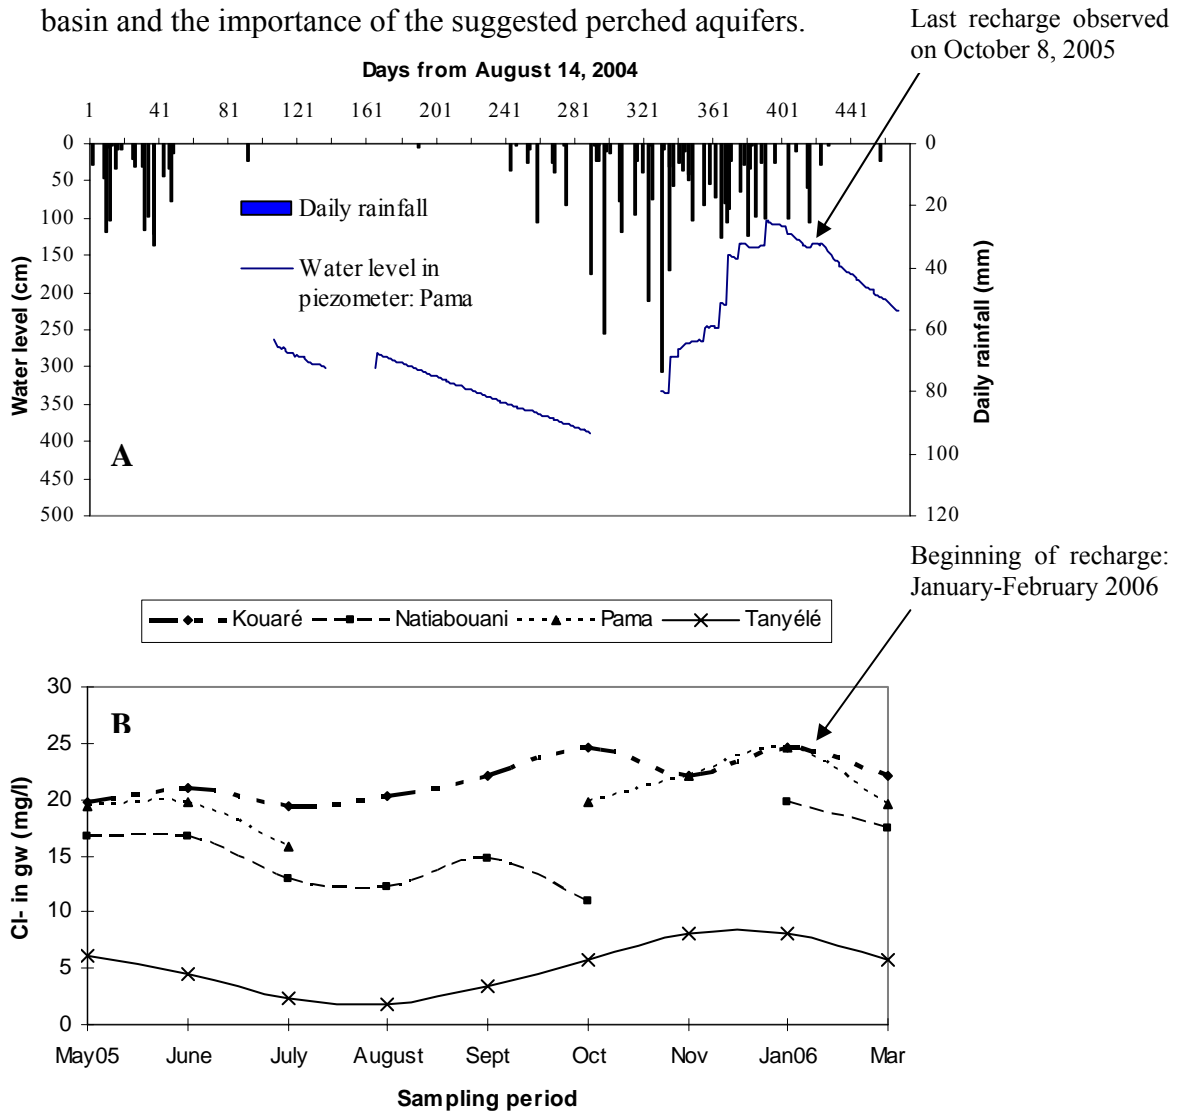 basin and the importance of the suggested perched aquifers.
Last recharge observed
on October 8, 2005
Days from August 14, 2004
1 41 81 121 161 201 241 281 321 361 401 441
0
50
100
150
200
250
300
350
400
450
500
Water level (cm)
0
20
40
60
80
100
120
Daily rainfall (mm)
Daily rainfall
Water level in
piezometer: Pama
A
Beginning of recharge:
January-February 2006
Kouaré Natiabouani Pama Tanyélé
B
30
25
20
15
10
5
0
Cl- in gw (mg/l)
May05 June July August Sept Oct Nov Jan06 Mar
Sampling period